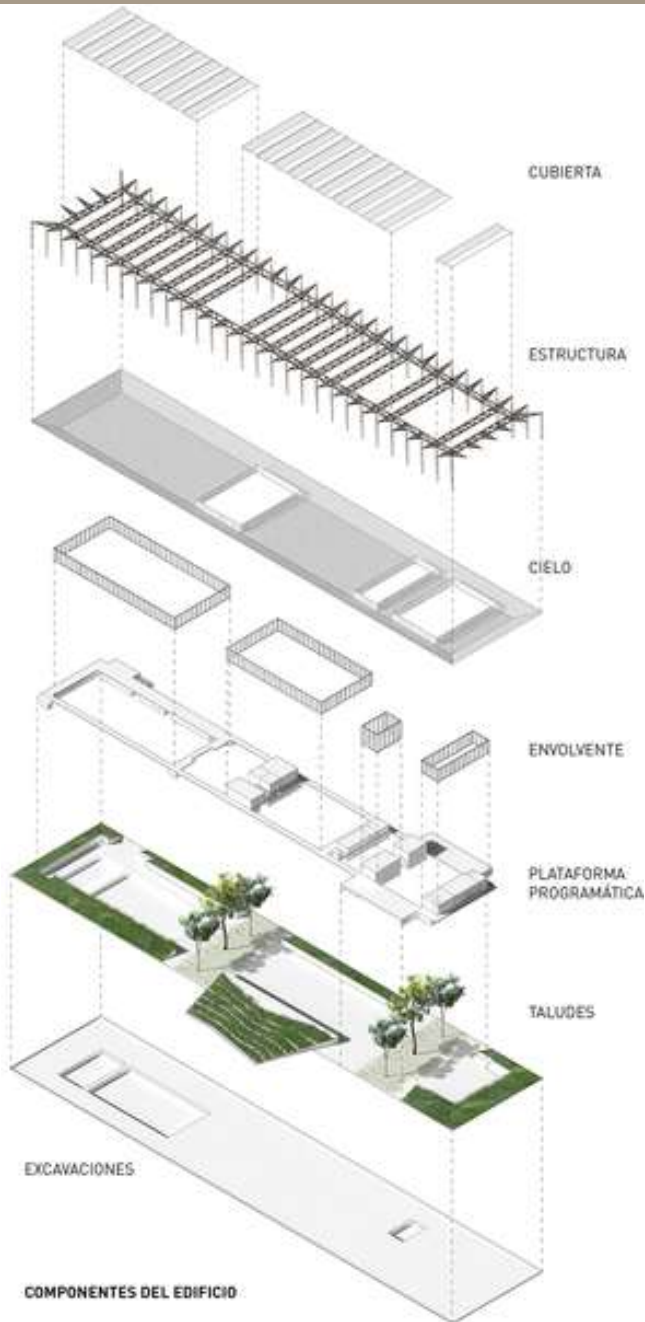 CUBIERTA
ESTRUCTURA
CIELO
ENVOLVENTE
PLATAFORMA
PROGRAMÁTICA
TALUDES
EXCAVACIONES
COMPONENTES DEL EDIFICIO